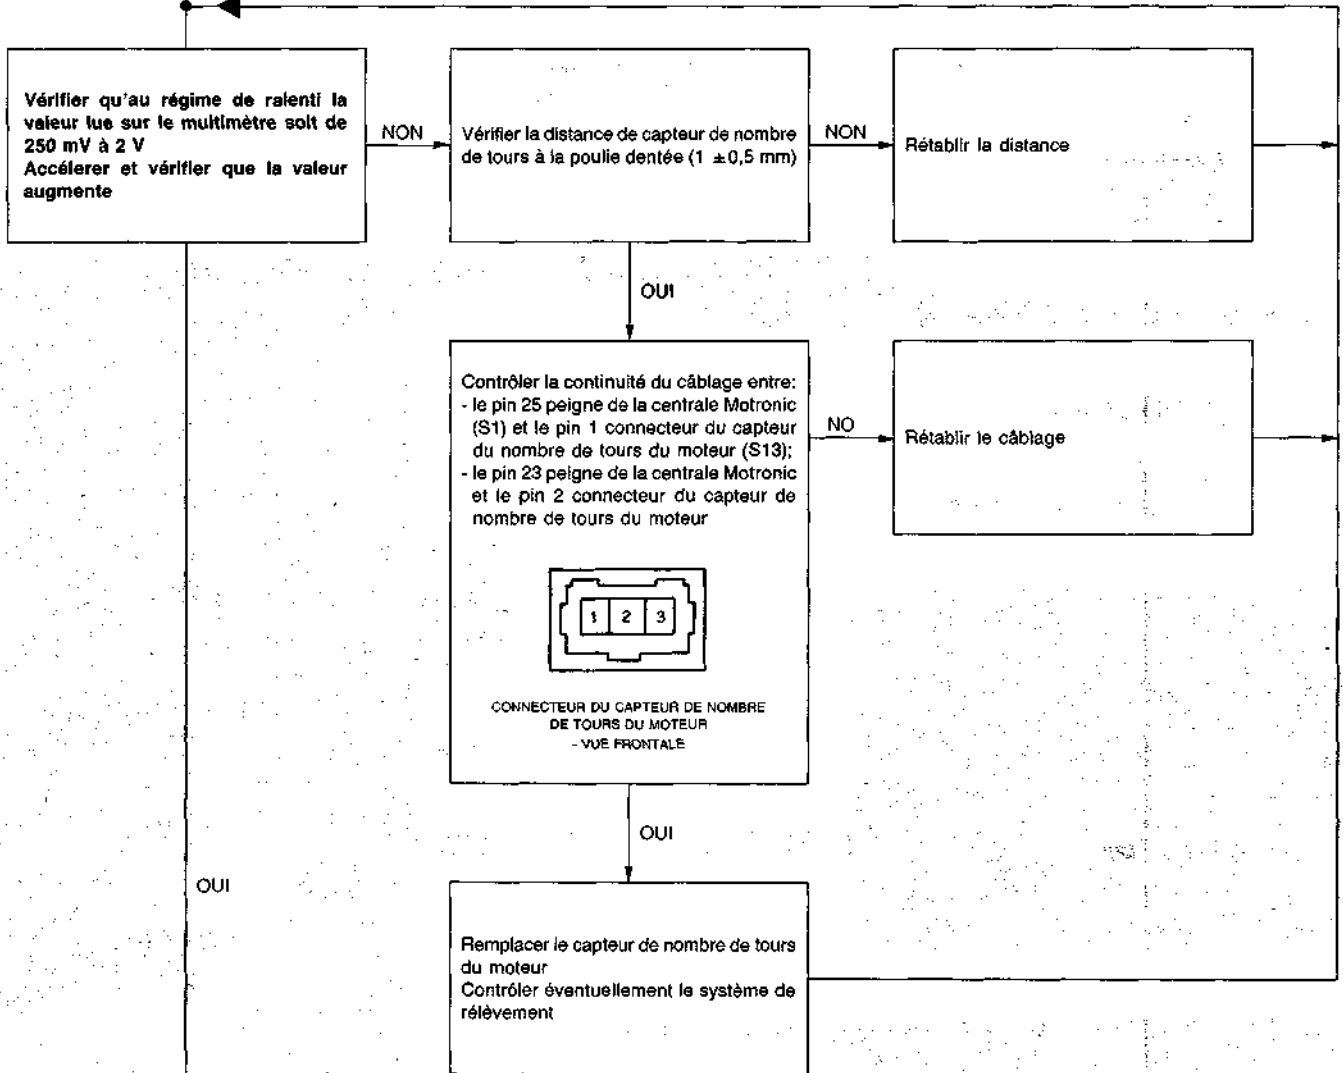 Vérifier qu'au régime de ralenti la
valeur lue sur le multimètre soit de
250 mV à 2 V
Accélerer et vérifier que la valeur
augmente
NON
Vérifier la distance de capteur de nombre
de tours à la poulie dentée (1 ±0,5 mm)
NON
Rétablir la distance
OUI
Contrôler la continuité du câblage entre:
- le pin 25 peigne de la centrale Motronic
(S1) et le pin 1 connecteur du capteur
du nombre de tours du moteur (S13);
- le pin 23 peigne de la centrale Motronic
et le pin 2 connecteur du capteur de
nombre de tours du moteur
NO
Rétablir le câblage
1 2 3
CONNECTEUR DU CAPTEUR DE NOMBRE
DE TOURS DU MOTEUR
- VUE FRONTALE
OUI
OUI
Remplacer le capteur de nombre de tours
du moteur
Contrôler éventuellement le système de
rélèvement